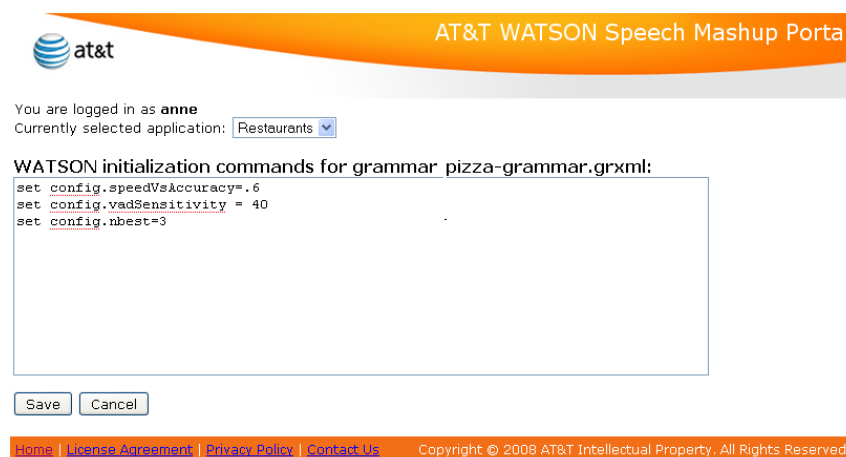 AT&T WATSON Speech Mashup Porta
at&t
You are logged in as anne
Currently selected application: Restaurants
WATSON initialization commands for grammar pizza-grammar.grxml:
set config.speedVsAccuracy=.6
set config.vadSensitivity = 40
set config.nbest=3
Save Cancel
Home | License Agreement | Privacy Policy | Contact Us Copyright © 2008 AT&T Intellectual Property. All Rights Reserved